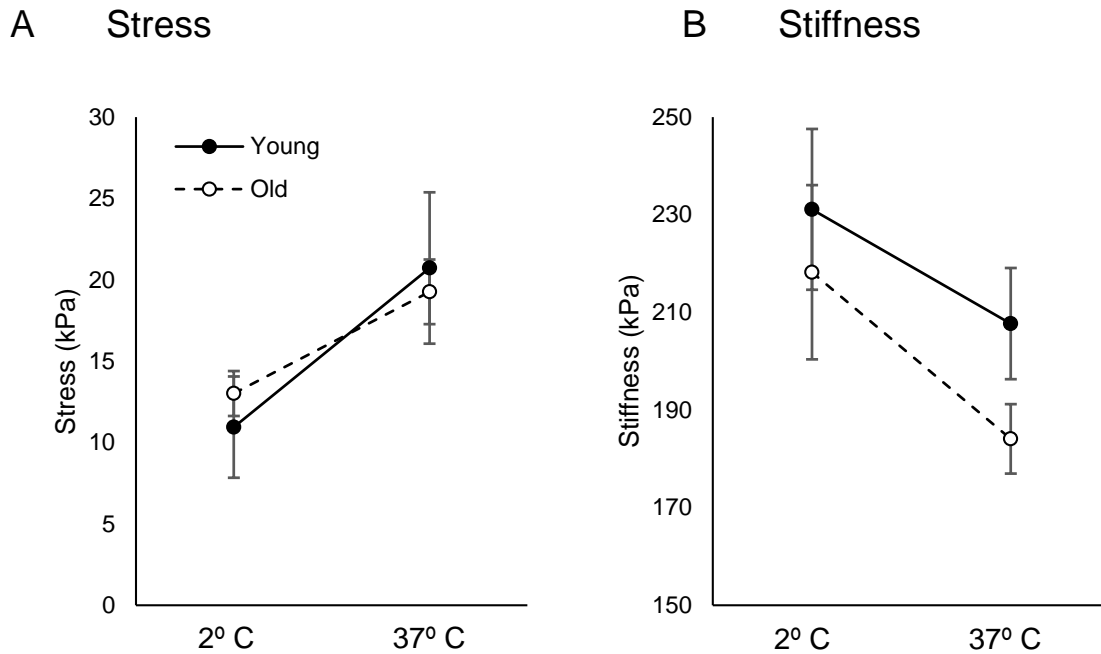 A Stress
30
25
20
15
10
5
0
Stress (kPa)
Young
Old
2º C 37º C
B Stiffness
250
230
210
190
170
150
Stiffness (kPa)
2º C 37º C